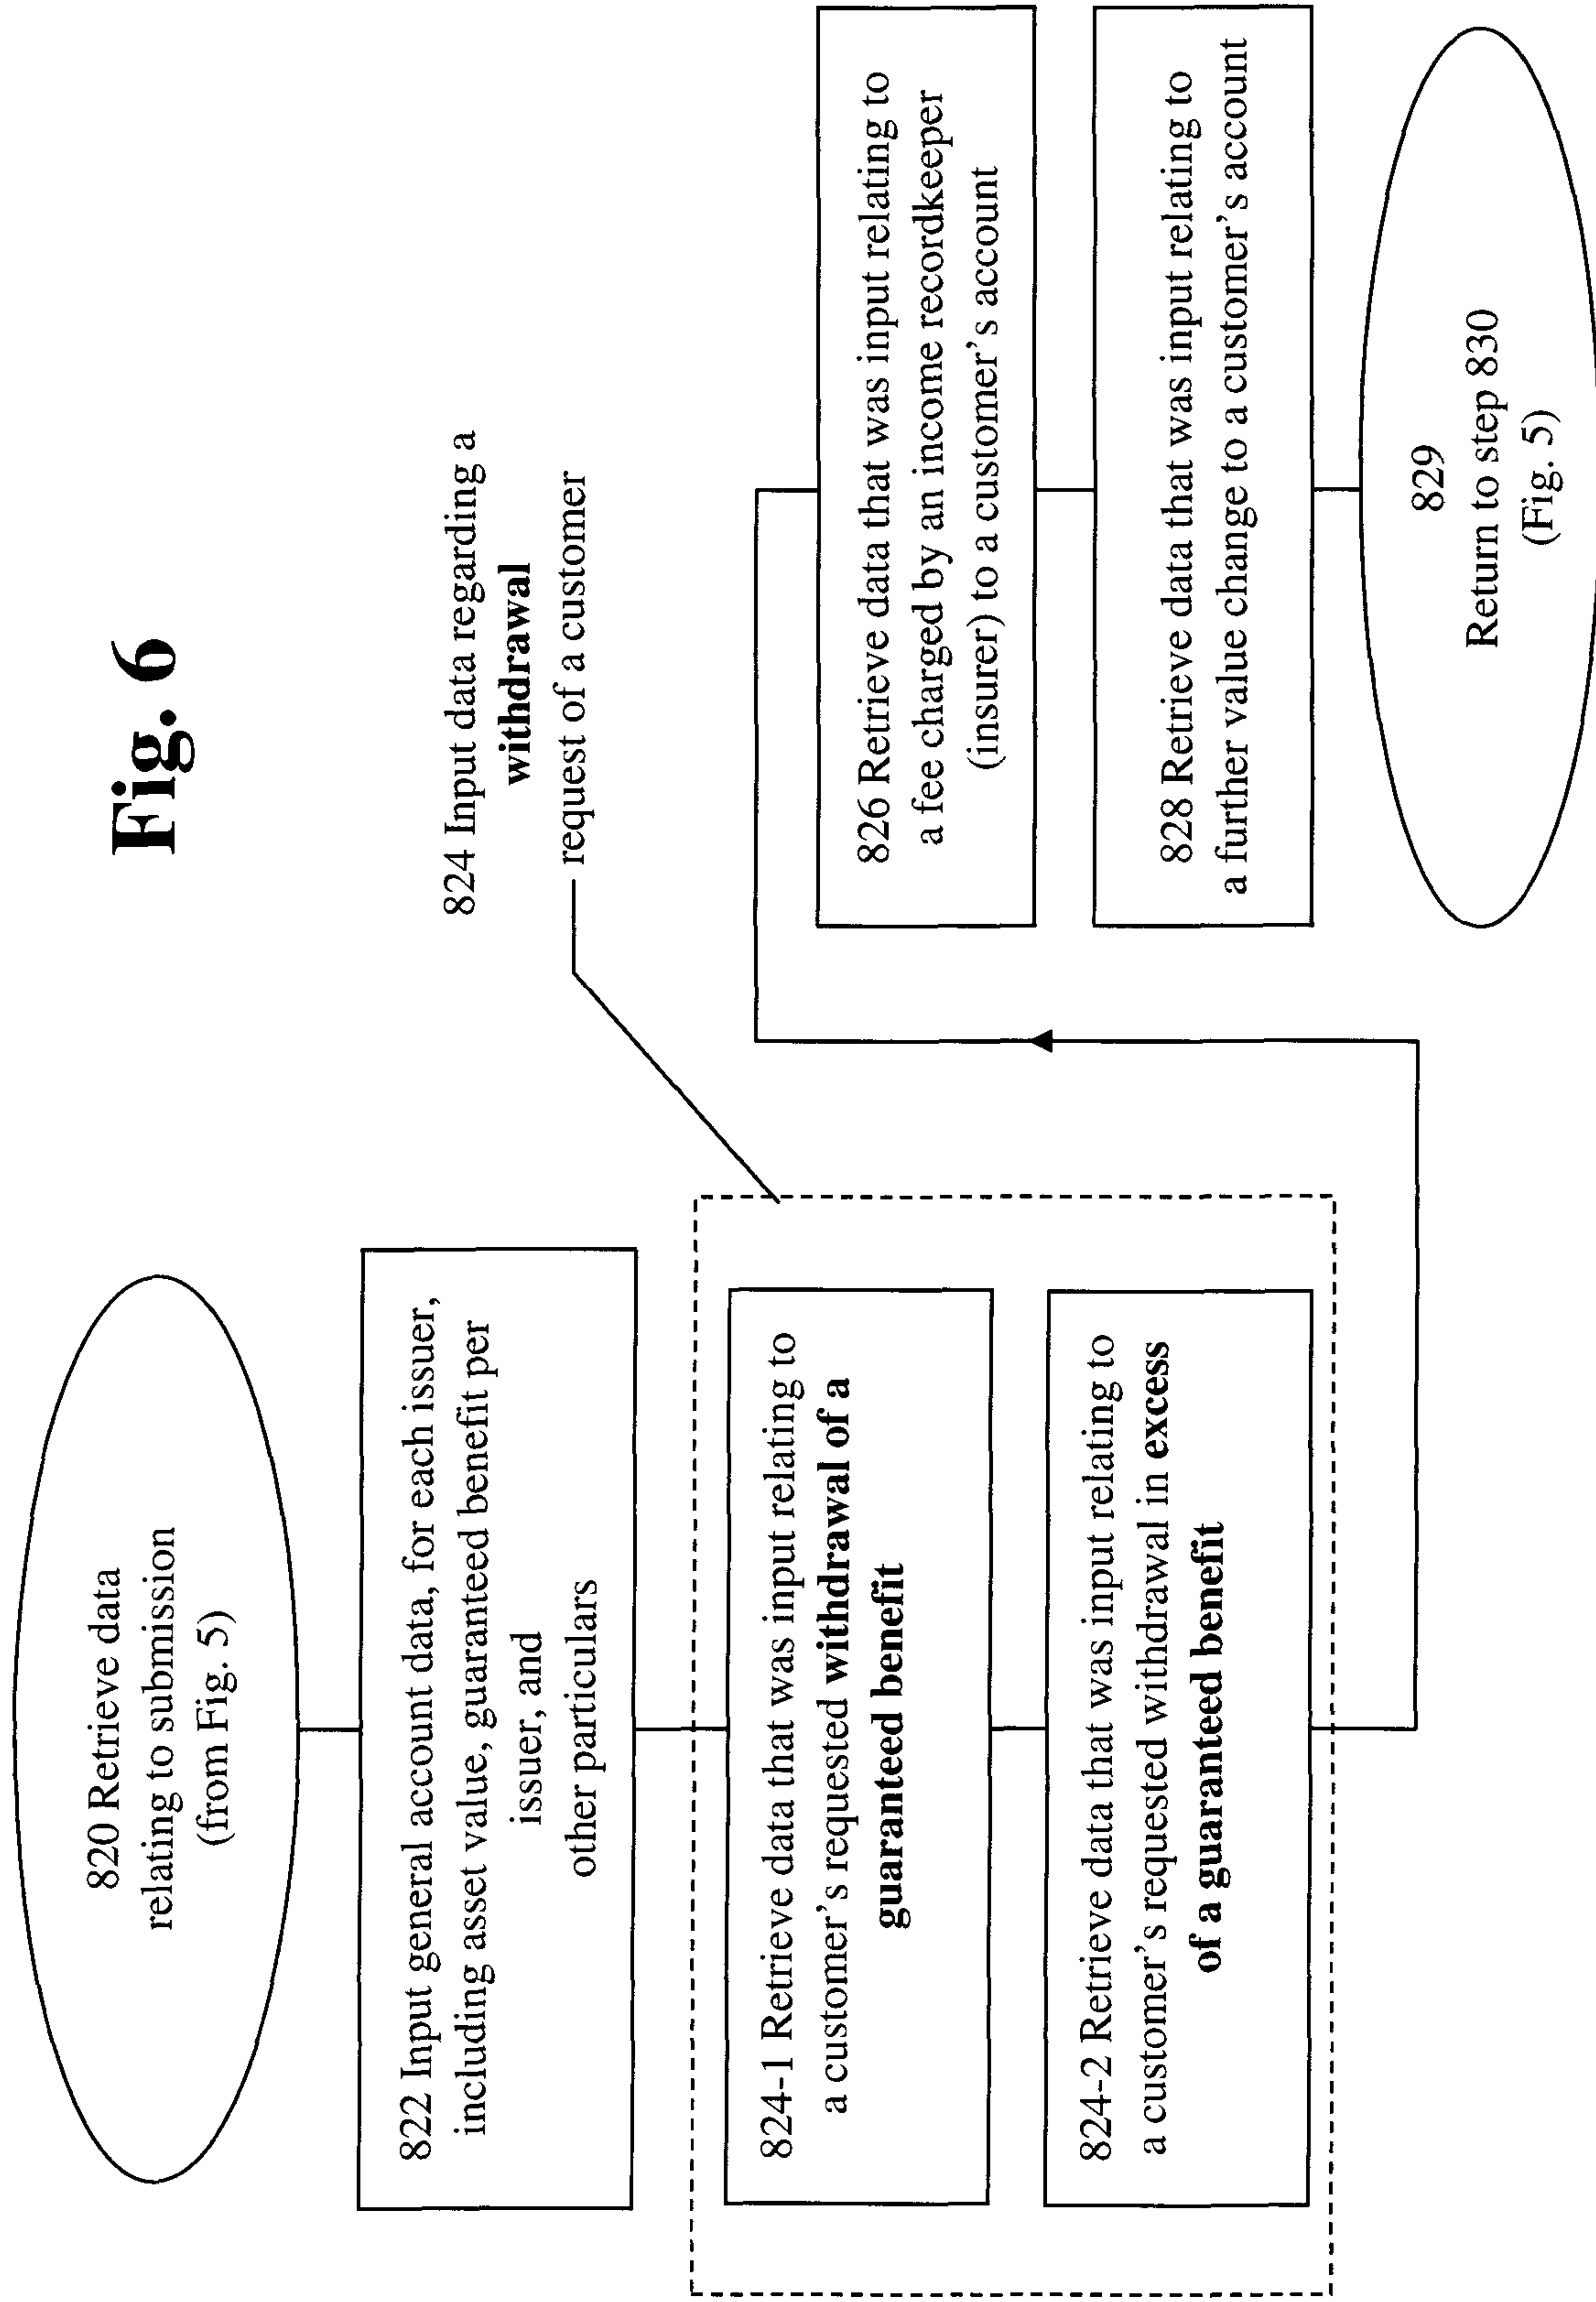 Fig. 6
820 Retrieve data
relating to submission
(from Fig. 5)
822 Input general account data, for each issuer,
including asset value, guaranteed benefit per
issuer, and
other particulars
824 Input data regarding a
withdrawal
request of a customer
824-1 Retrieve data that was input relating to
a customer's requested withdrawal of a
guaranteed benefit
824-2 Retrieve data that was input relating to
a customer's requested withdrawal in excess
of a guaranteed benefit
826 Retrieve data that was input relating to
a fee charged by an income recordkeeper
(insurer) to a customer's account
828 Retrieve data that was input relating to
a further value change to a customer's account
829
Return to step 830
(Fig. 5)